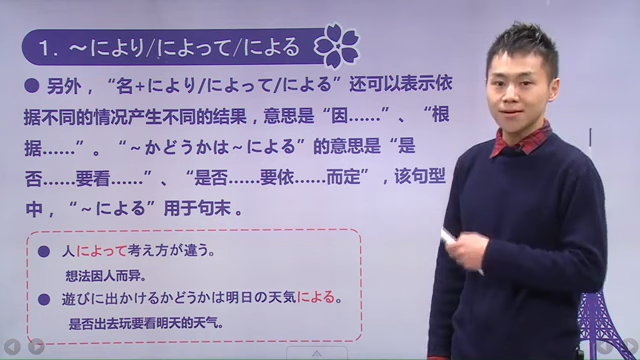 1. ～により/によって/による
● 另外，“名+により/によって/による”还可以表示依
据不同的情况产生不同的结果，意思是“因……”、“根
据……”。“～かどうかは～による”的意思是“是
否……要看……”、“是否……要依……而定”，该句型
中，“～による”用于句末。
● 人によって考え方が違う。
想法因人而异。
● 遊びに出かけるかどうかは明日の天気による。
是否出去玩要看明天的天气。